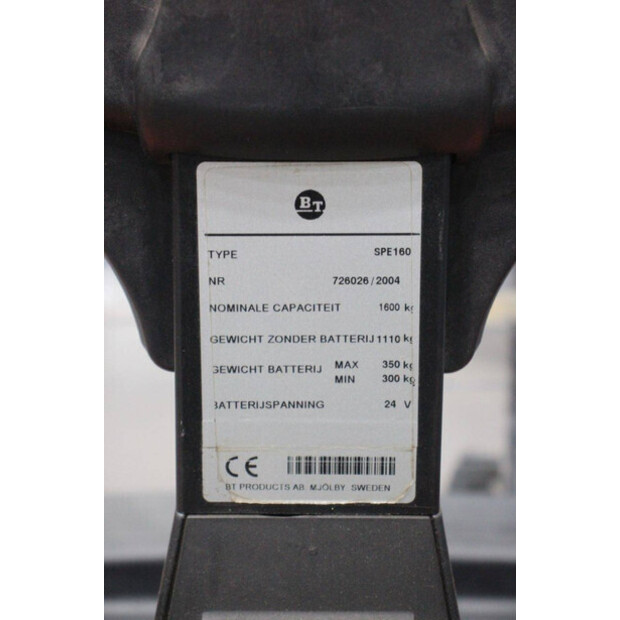 BT
TYPE SPE160
NR 726026/2004
NOMINALE CAPACITEIT 1600 kg
GEWICHT ZONDER BATTERIJ 1110 kg
GEWICHT BATTERIJ MAX 350 kg
MIN 300 kg
BATTERIJSPANNING 24 V
CE
BT PRODUCTS AB. MJÖLBY. SWEDEN